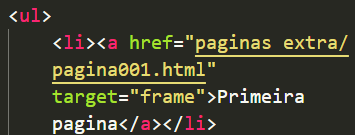 <ul>
<li><a href="paginas extra/
pagina001.html"
target="frame">Primeira
pagina</a></li>